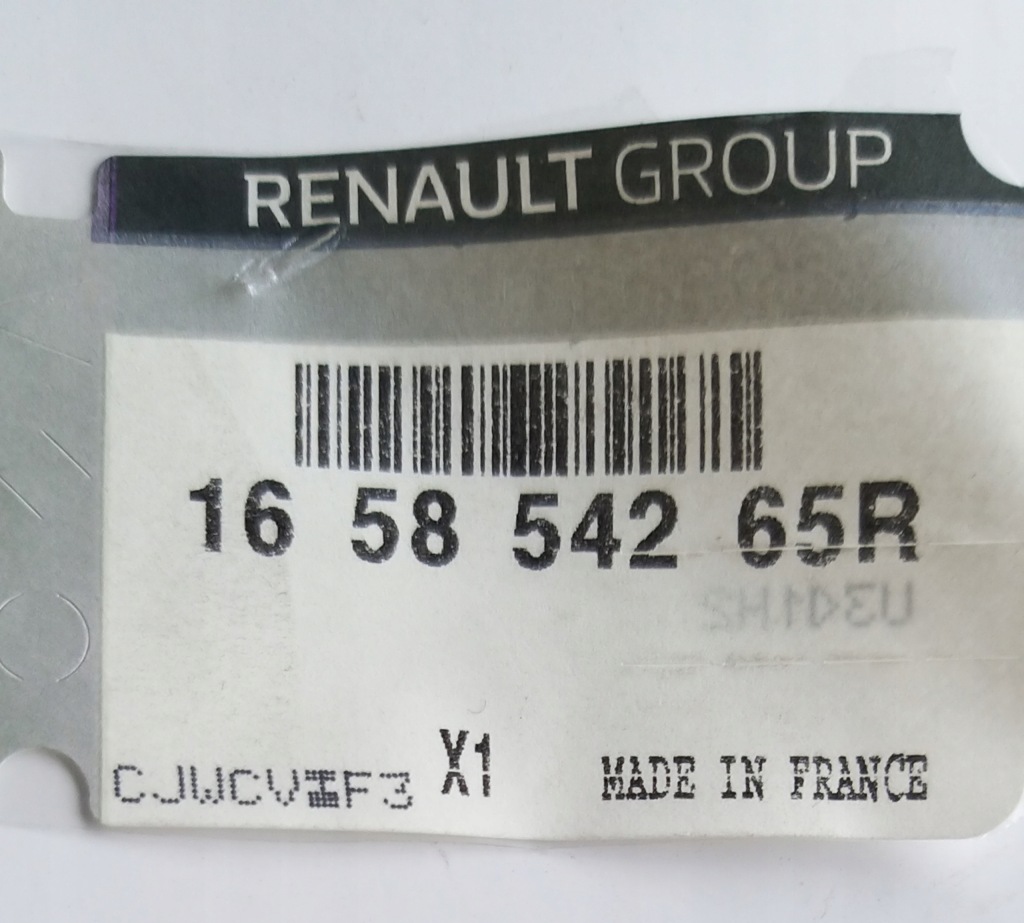 RENAULT GROUP
16 58 542 65R
X1
MADE IN FRANCE